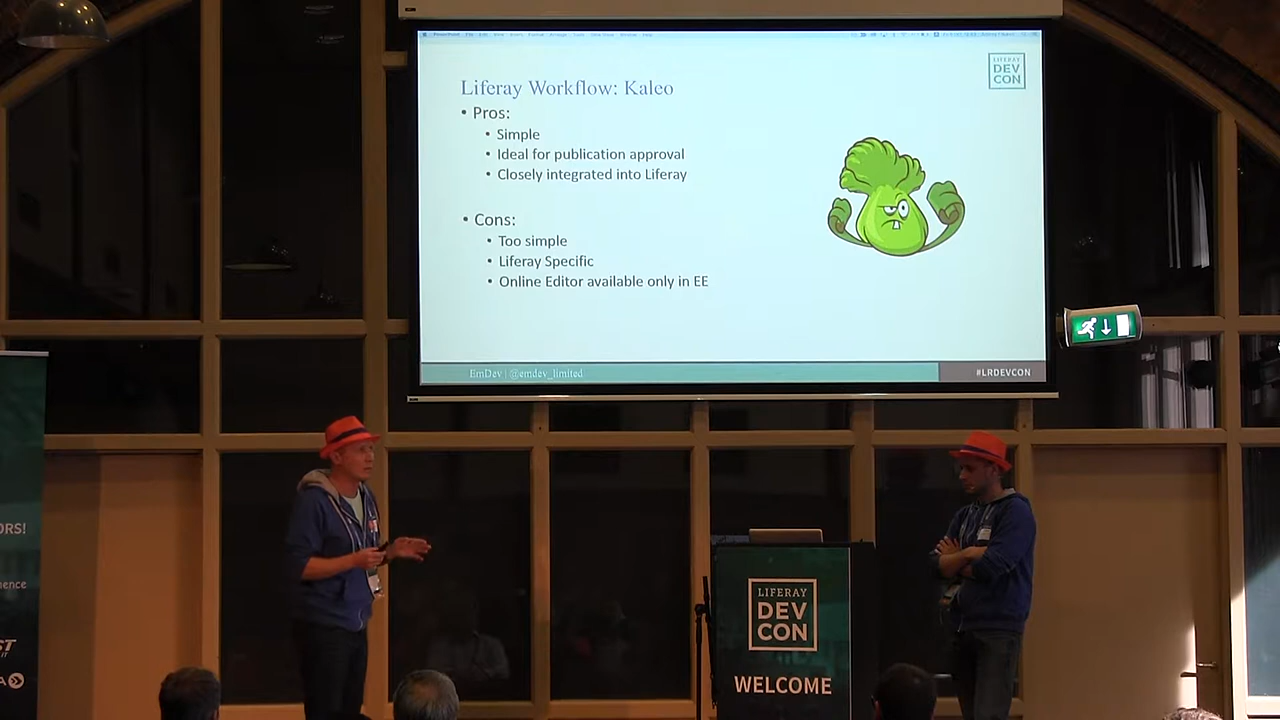 Liferay Workflow: Kaleo
• Pros:
• Simple
• Ideal for publication approval
• Closely integrated into Liferay
• Cons:
• Too simple
• Liferay Specific
• Online Editor available only in EE
LIFERAY
DEV
CON
EmDev | @emdev_limited
#LRDEVCON
ORS!
LIFERAY
DEV
CON
WELCOME